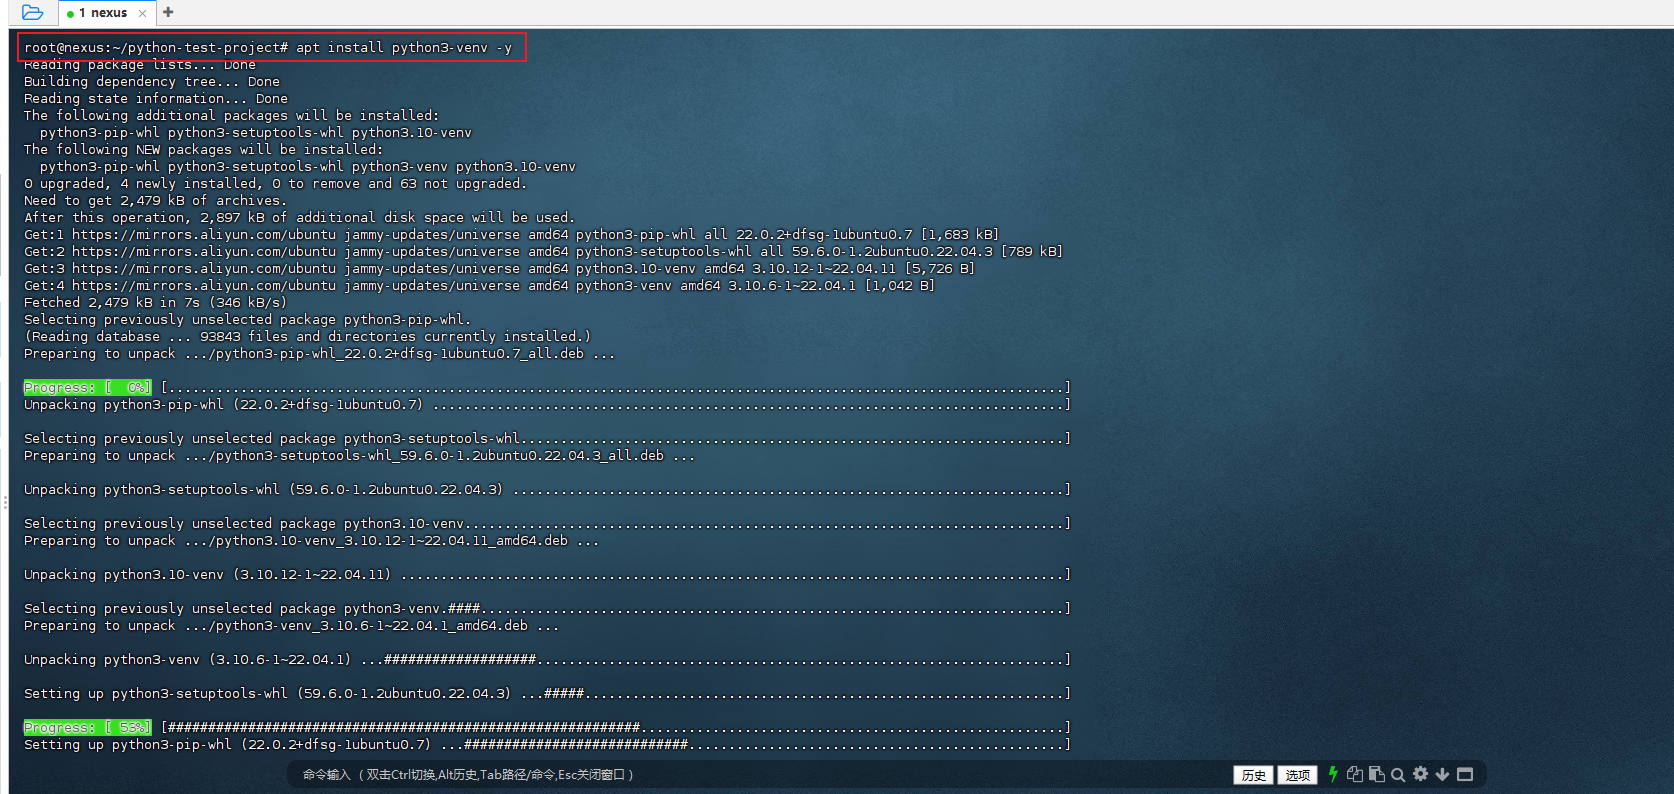 1 nexus × +
root@nexus:~/python-test-project# apt install python3-venv -y
Reading package lists... Done
Building dependency tree... Done
Reading state information... Done
The following additional packages will be installed:
  python3-pip-whl python3-setuptools-whl python3.10-venv
The following NEW packages will be installed:
  python3-pip-whl python3-setuptools-whl python3-venv python3.10-venv
0 upgraded, 4 newly installed, 0 to remove and 63 not upgraded.
Need to get 2,479 kB of archives.
After this operation, 2,897 kB of additional disk space will be used.
Get:1 https://mirrors.aliyun.com/ubuntu jammy-updates/universe amd64 python3-pip-whl all 22.0.2+dfsg-1ubuntu0.7 [1,683 kB]
Get:2 https://mirrors.aliyun.com/ubuntu jammy-updates/universe amd64 python3-setuptools-whl all 59.6.0-1.2ubuntu0.22.04.3 [789 kB]
Get:3 https://mirrors.aliyun.com/ubuntu jammy-updates/universe amd64 python3.10-venv amd64 3.10.12-1~22.04.11 [5,726 B]
Get:4 https://mirrors.aliyun.com/ubuntu jammy-updates/universe amd64 python3-venv amd64 3.10.6-1~22.04.1 [1,042 B]
Fetched 2,479 kB in 7s (346 kB/s)
Selecting previously unselected package python3-pip-whl.
(Reading database ... 93843 files and directories currently installed.)
Preparing to unpack .../python3-pip-whl_22.0.2+dfsg-1ubuntu0.7_all.deb ...
Progress: [  0%] [................................................................................................................]
Unpacking python3-pip-whl (22.0.2+dfsg-1ubuntu0.7) ...............................................................................]
Selecting previously unselected package python3-setuptools-whl....................................................................]
Preparing to unpack .../python3-setuptools-whl_59.6.0-1.2ubuntu0.22.04.3_all.deb ...
Unpacking python3-setuptools-whl (59.6.0-1.2ubuntu0.22.04.3) .....................................................................]
Selecting previously unselected package python3.10-venv...........................................................................]
Preparing to unpack .../python3.10-venv_3.10.12-1~22.04.11_amd64.deb ...
Unpacking python3.10-venv (3.10.12-1~22.04.11) ...................................................................................]
Selecting previously unselected package python3-venv.####.........................................................................]
Preparing to unpack .../python3-venv_3.10.6-1~22.04.1_amd64.deb ...
Unpacking python3-venv (3.10.6-1~22.04.1) ...###################..................................................................]
Setting up python3-setuptools-whl (59.6.0-1.2ubuntu0.22.04.3) ...#####............................................................]
Progress: [ 53%] [###########################################################.....................................................]
Setting up python3-pip-whl (22.0.2+dfsg-1ubuntu0.7) ...############################...............................................]
命令输入 (双击Ctrl切换,Alt历史,Tab路径/命令,Esc关闭窗口) 历史 选项